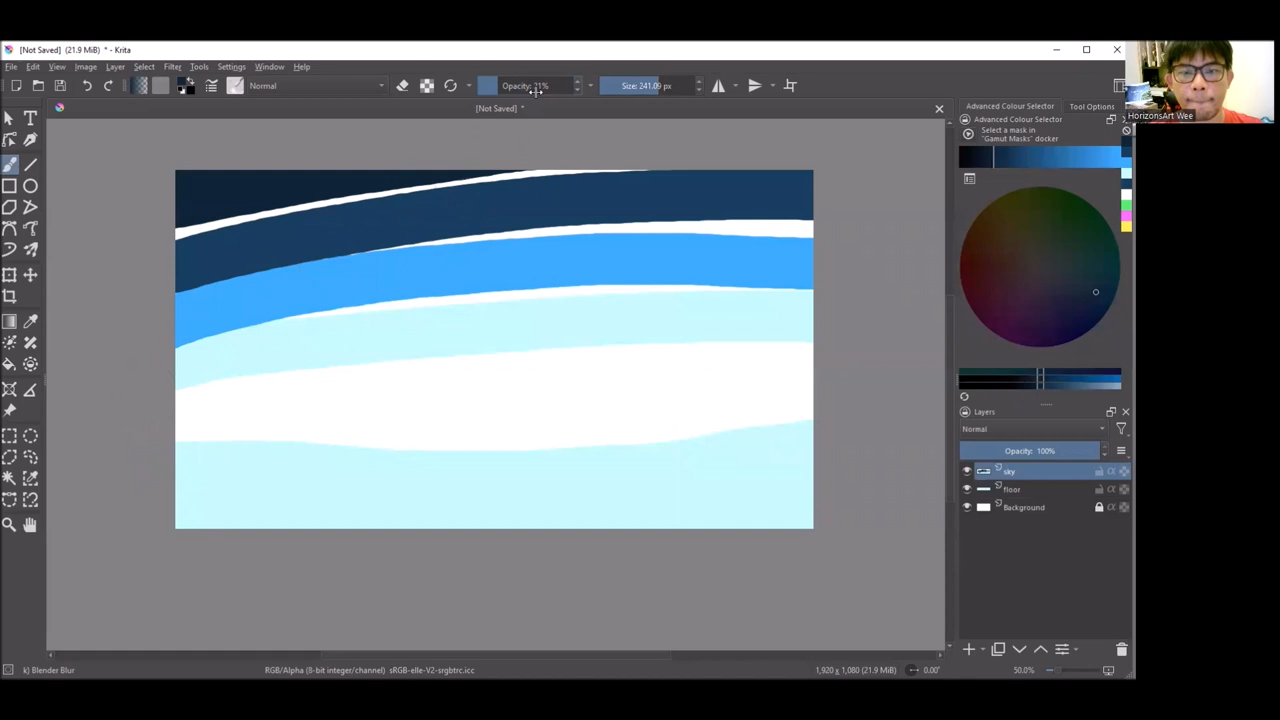 [Not Saved] (21.9 MiB) * - Krita
File Edit View Image Layer Select Filter Tools Settings Window Help
Normal
Opacity: 21%
Size: 241.09 px
[Not Saved] *
Advanced Colour Selector Tool Options
Advanced Colour Selector
Select a mask in
"Gamut Masks" docker
HorizonsArt Wee
Layers
Normal
Opacity: 100%
sky
floor
Background
k) Blender Blur
RGB/Alpha (8-bit integer/channel) sRGB-elle-V2-srgbtrc.icc
1,920 x 1,080 (21.9 MiB)
0.00°
50.0%